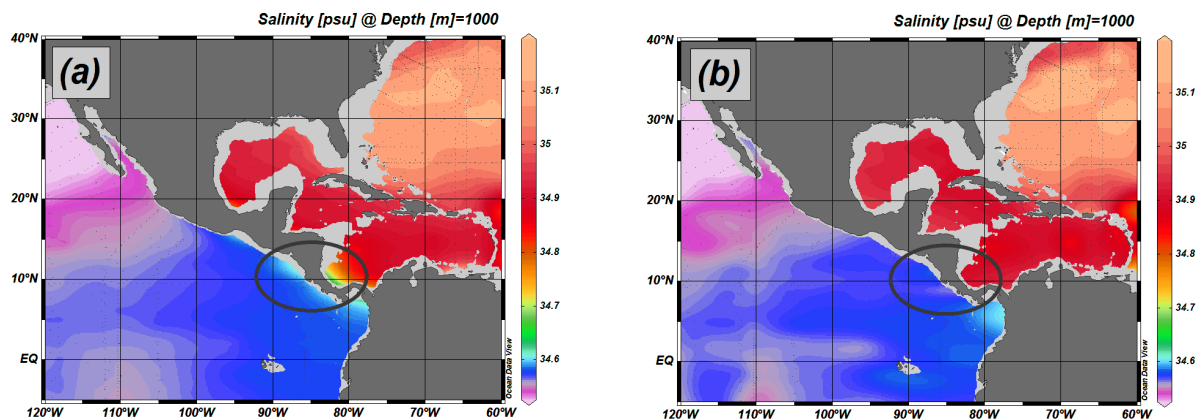 Salinity [psu] @ Depth [m]=1000
(a)
40°N
30°N
20°N
10°N
EQ
120°W
110°W
100°W
90°W
80°W
70°W
60°W
35.1
35
34.9
34.8
34.7
34.6
Ocean Data View
Salinity [psu] @ Depth [m]=1000
(b)
40°N
30°N
20°N
10°N
EQ
120°W
110°W
100°W
90°W
80°W
70°W
60°W
35.1
35
34.9
34.8
34.7
34.6
Ocean Data View